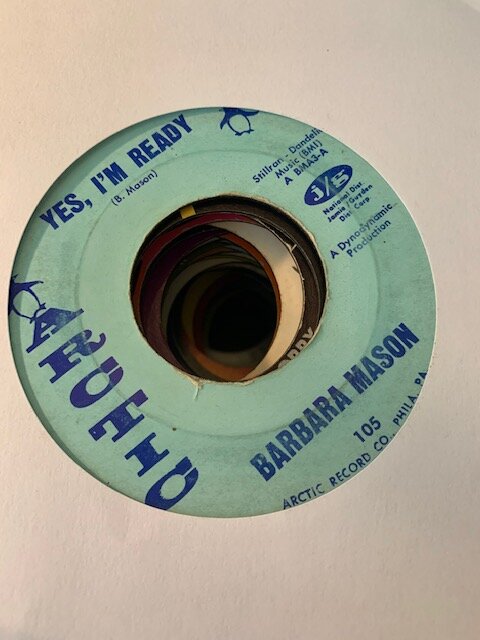 YES, I'M READY
(B. Mason)
Stillran - Dandelion
Music (BMI)
A BMA3-A
J/G
National Dist.
Jamie/Guyden
Dist. Corp.
A Dynodynamic
Production
ARCTIC
BARBARA MASON
105
ARCTIC RECORD CO., PHILA. PA.